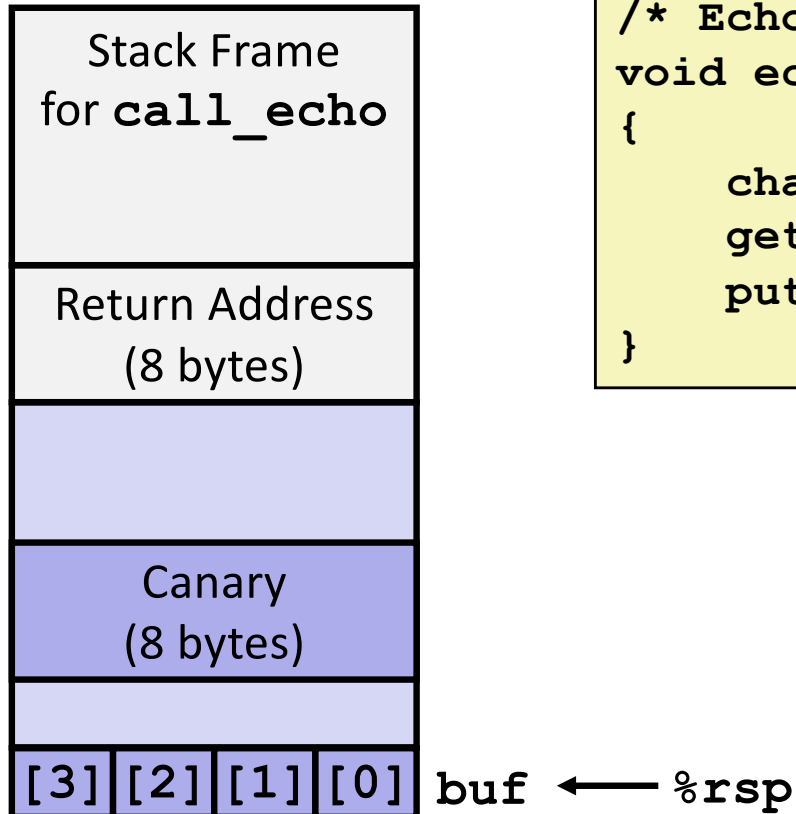 Stack Frame
for call_echo
Return Address
(8 bytes)
Canary
(8 bytes)
[3] [2] [1] [0] buf ← %rsp
/* Echo
void ec
{
cha
get
put
}